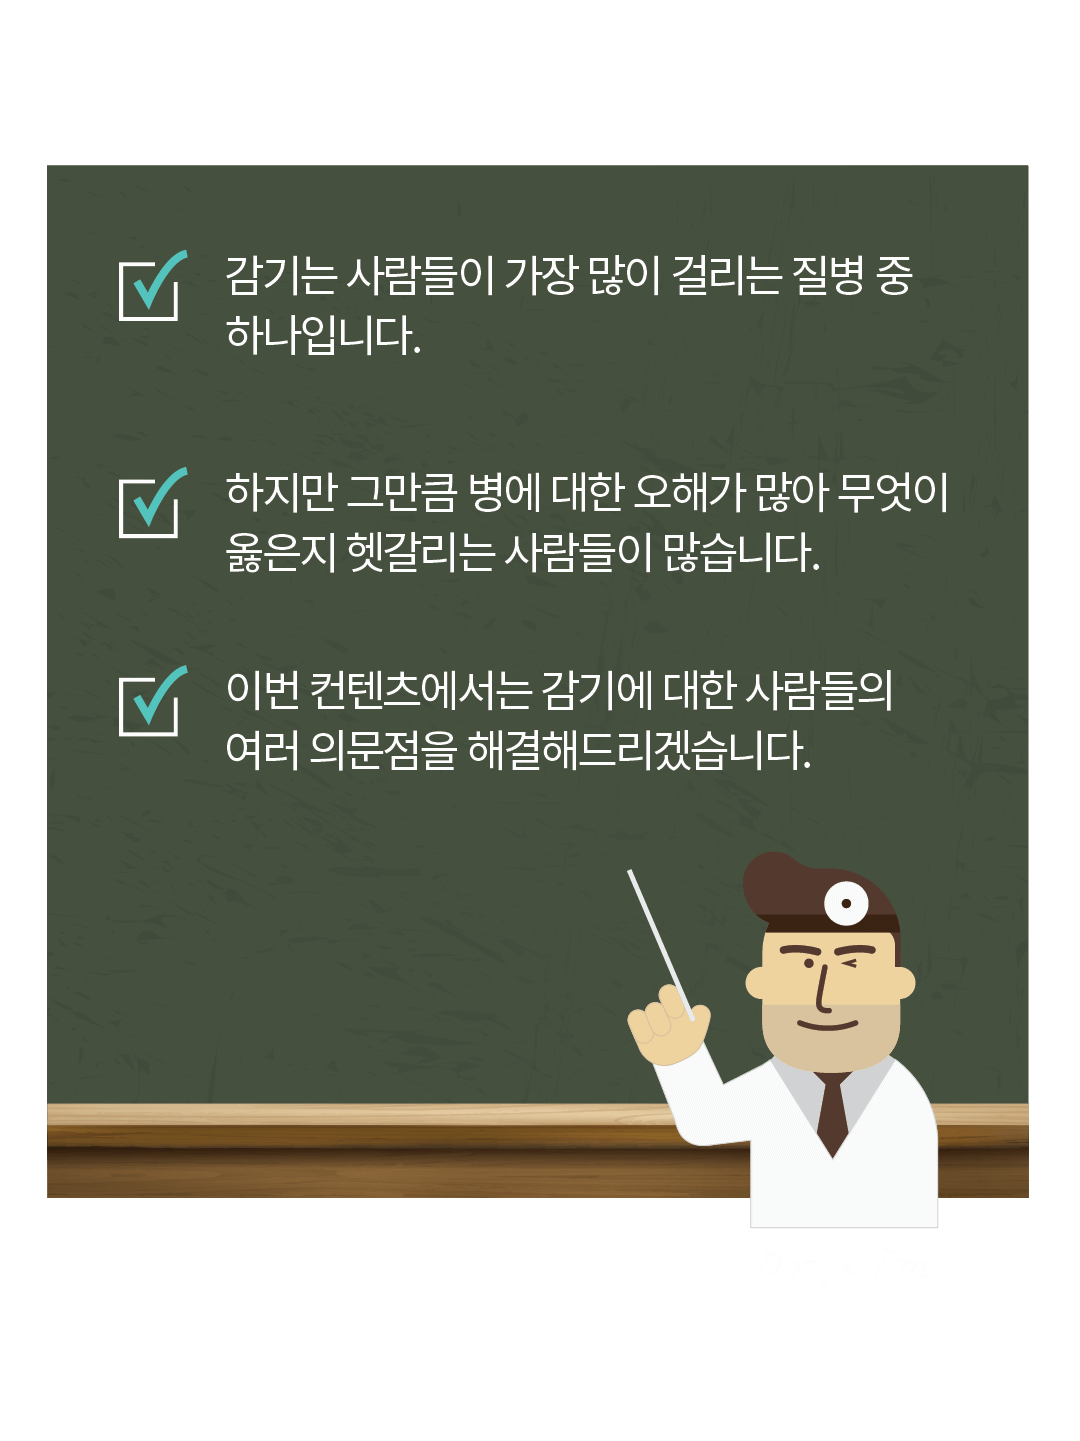 감기는 사람들이 가장 많이 걸리는 질병 중
하나입니다.
하지만 그만큼 병에 대한 오해가 많아 무엇이
옳은지 헷갈리는 사람들이 많습니다.
이번 컨텐츠에서는 감기에 대한 사람들의
여러 의문점을 해결해드리겠습니다.